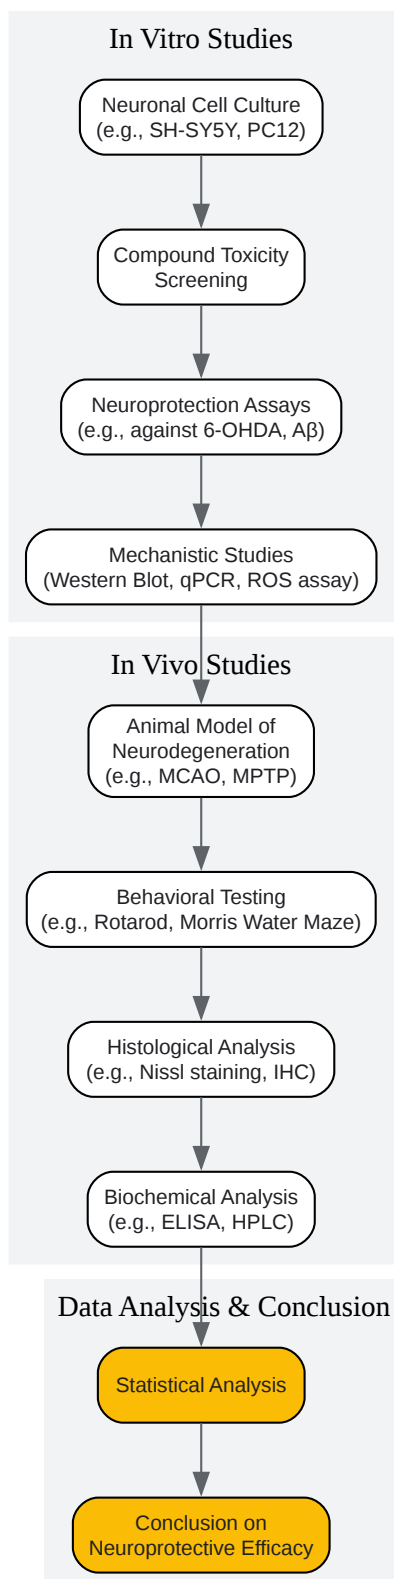 In Vitro Studies
Neuronal Cell Culture
(e.g., SH-SY5Y, PC12)
Compound Toxicity
Screening
Neuroprotection Assays
(e.g., against 6-OHDA, Aβ)
Mechanistic Studies
(Western Blot, qPCR, ROS assay)
In Vivo Studies
Animal Model of
Neurodegeneration
(e.g., MCAO, MPTP)
Behavioral Testing
(e.g., Rotarod, Morris Water Maze)
Histological Analysis
(e.g., Nissl staining, IHC)
Biochemical Analysis
(e.g., ELISA, HPLC)
Data Analysis & Conclusion
Statistical Analysis
Conclusion on
Neuroprotective Efficacy